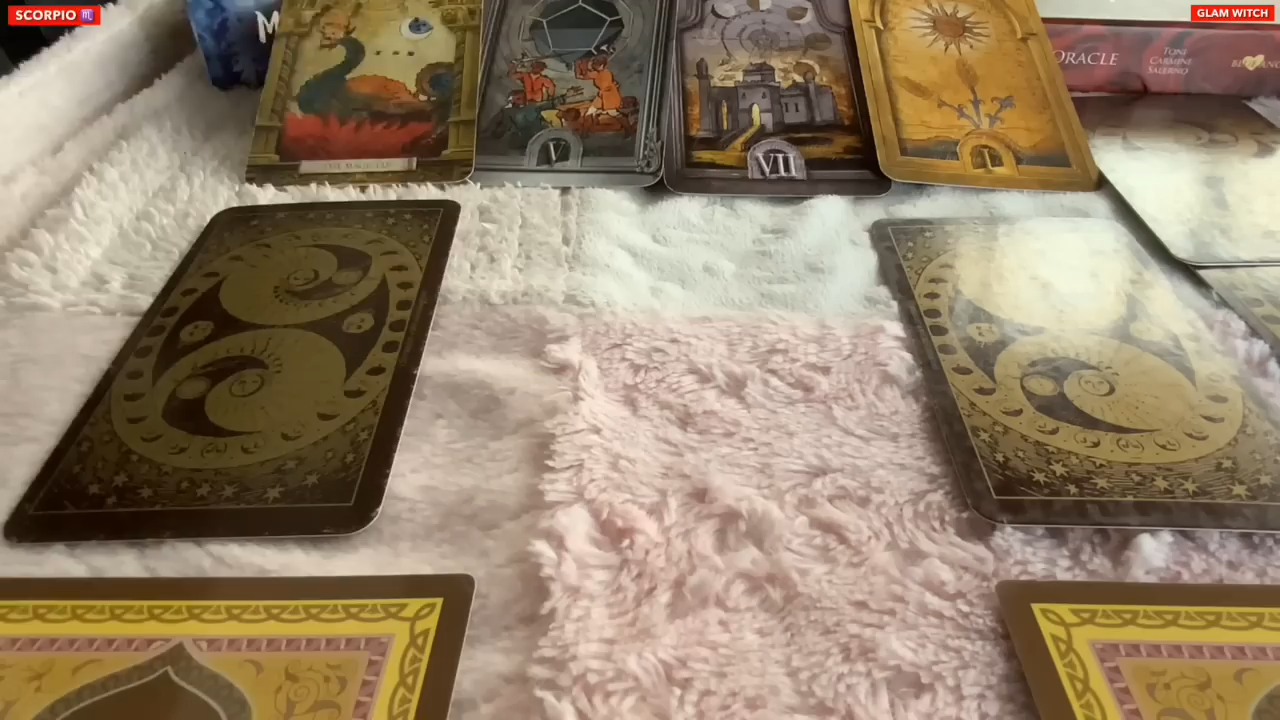 SCORPIO ♏
GLAM WITCH
M
ORACLE
TONI
CARMINE
SALERNO
V
VII
I